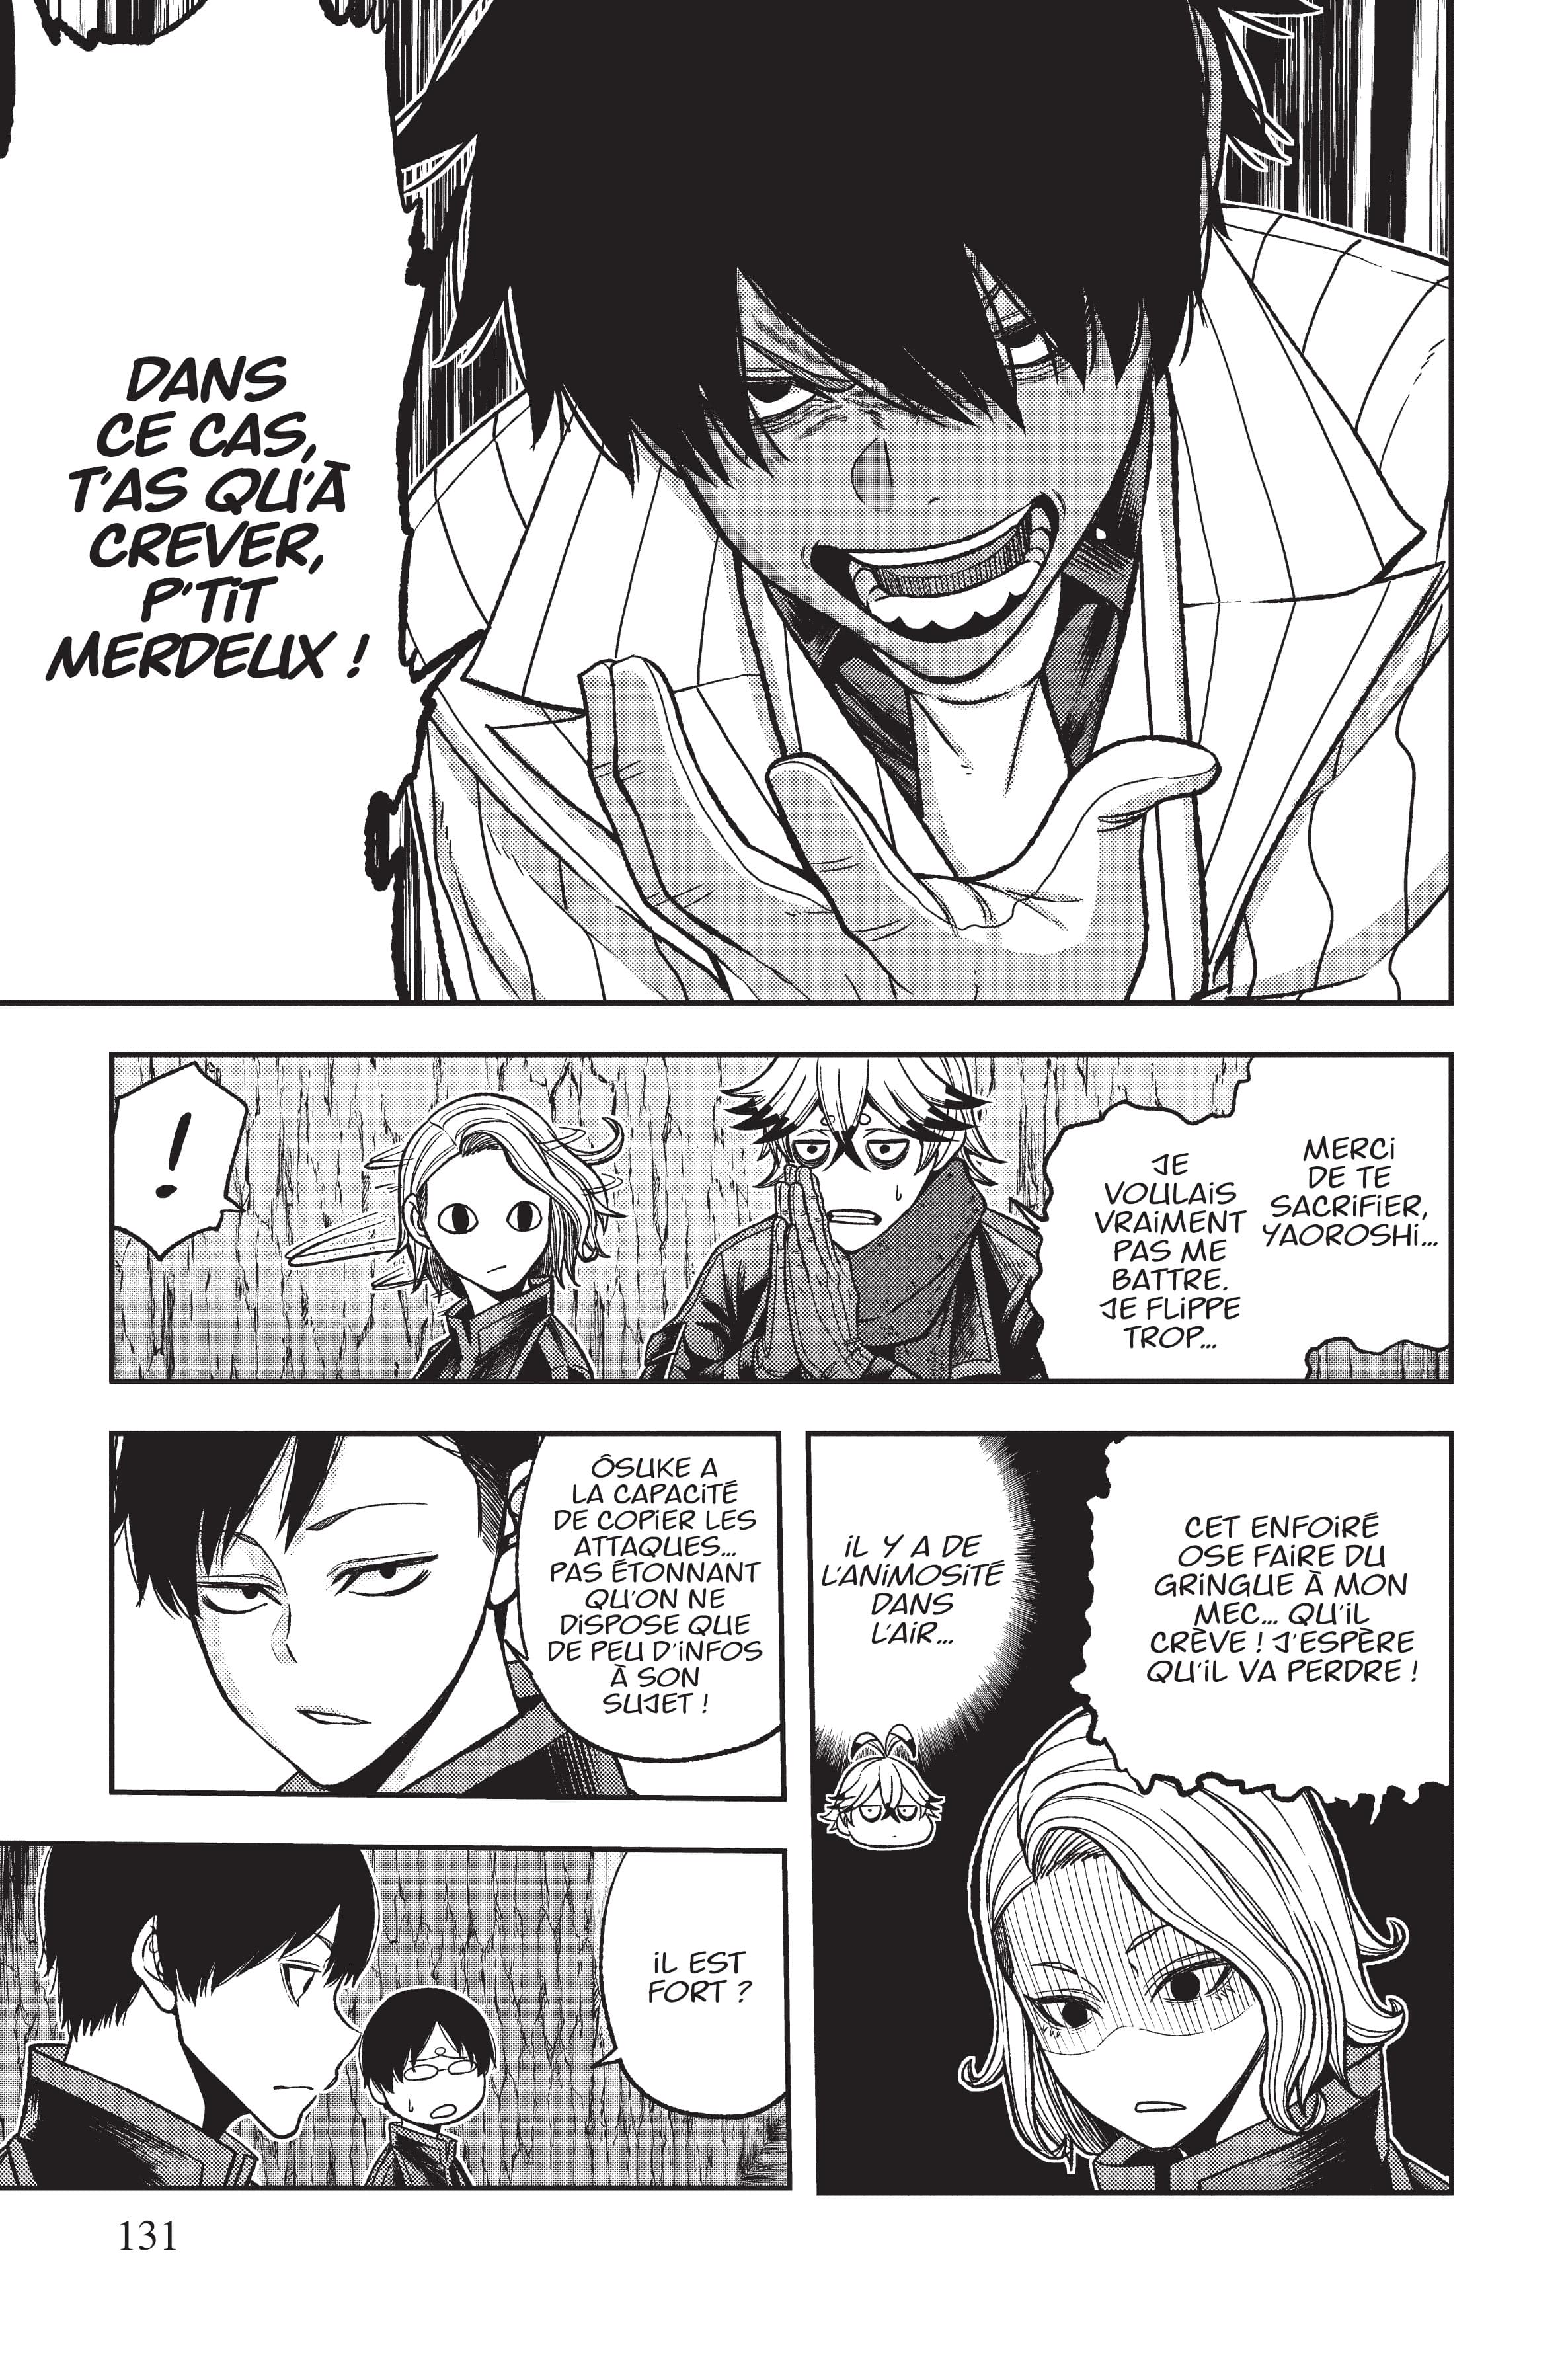 DANS
CE CAS,
T'AS QU'À
CREVER,
P'TIT
MERDEUX !
MERCI
DE TE
SACRIFIER,
YAOROSHI...
JE
VOULAIS
VRAIMENT
PAS ME
BATTRE.
JE FLIPPE
TROP...
!
CET ENFOIRÉ
OSE FAIRE DU
GRINGUE À MON
MEC... QU'IL
CRÈVE ! J'ESPÈRE
QU'IL VA PERDRE !
IL Y A DE
L'ANIMOSITÉ
DANS
L'AIR...
ÔSUKE A
LA CAPACITÉ
DE COPIER LES
ATTAQUES...
PAS ÉTONNANT
QU'ON NE
DISPOSE QUE
DE PEU D'INFOS
À SON
SUJET !
IL EST
FORT ?
131